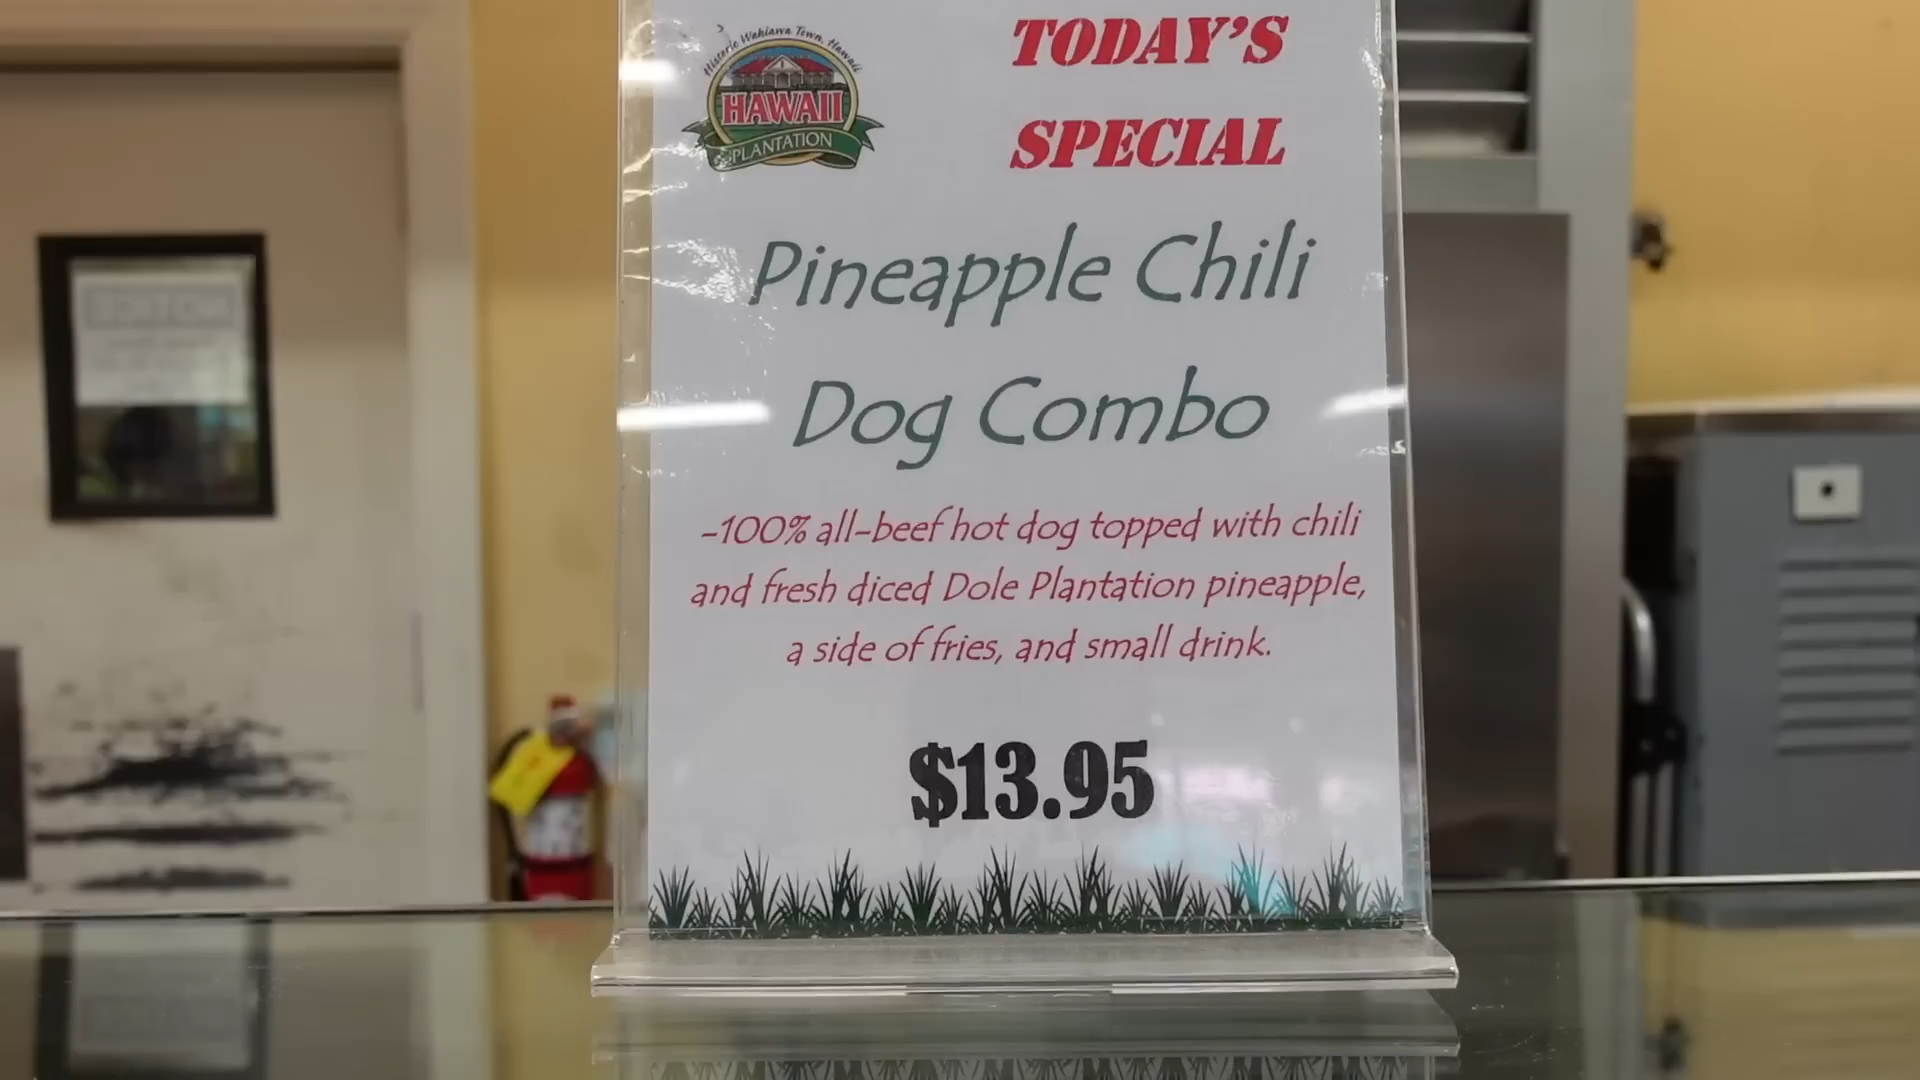 Historic Wahiawa Town, Hawaii
HAWAII
PLANTATION
TODAY'S
SPECIAL
Pineapple Chili
Dog Combo
-100% all-beef hot dog topped with chili
and fresh diced Dole Plantation pineapple,
a side of fries, and small drink.
$13.95